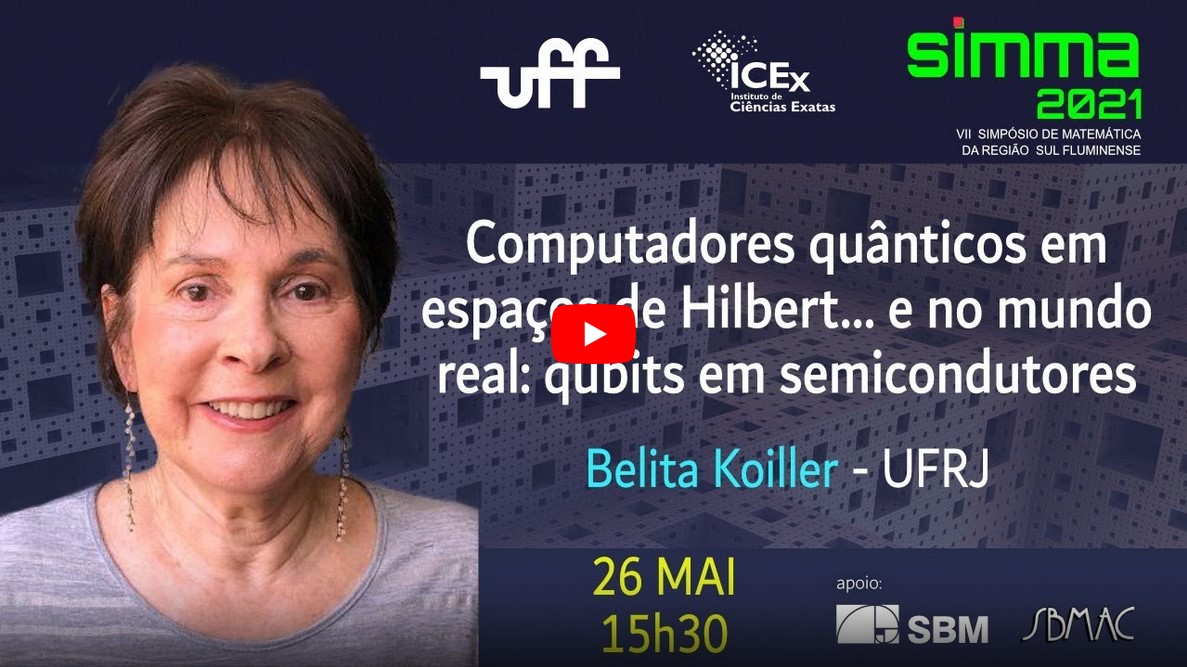 uff
ICEx
Instituto de
Ciências Exatas
simma
2021
VII SIMPÓSIO DE MATEMÁTICA
DA REGIÃO SUL FLUMINENSE
Computadores quânticos em
espaços de Hilbert... e no mundo
real: qubits em semicondutores
Belita Koiller - UFRJ
26 MAI
15h30
apoio:
SBM
SBMAC